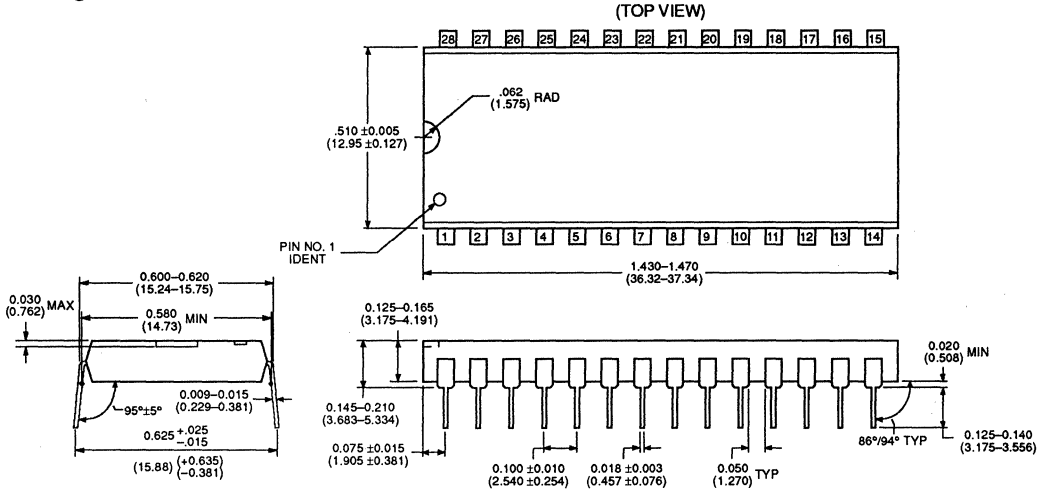 (TOP VIEW)
28 27 26 25 24 23 22 21 20 19 18 17 16 15
.062
(1.575) RAD
.510 ±0.005
(12.95 ±0.127)
PIN NO. 1
IDENT
1 2 3 4 5 6 7 8 9 10 11 12 13 14
1.430–1.470
(36.32–37.34)
0.600–0.620
(15.24–15.75)
0.030
(0.762) MAX
0.580
(14.73) MIN
0.125–0.165
(3.175–4.191)
0.020
(0.508) MIN
0.009–0.015
(0.229–0.381)
95°±5°
0.145–0.210
(3.683–5.334)
0.625 +.025
–.015
(15.88) (+0.635)
(–0.381)
0.075 ±0.015
(1.905 ±0.381)
0.100 ±0.010
(2.540 ±0.254)
0.018 ±0.003
(0.457 ±0.076)
0.050
(1.270) TYP
86°/94° TYP
0.125–0.140
(3.175–3.556)